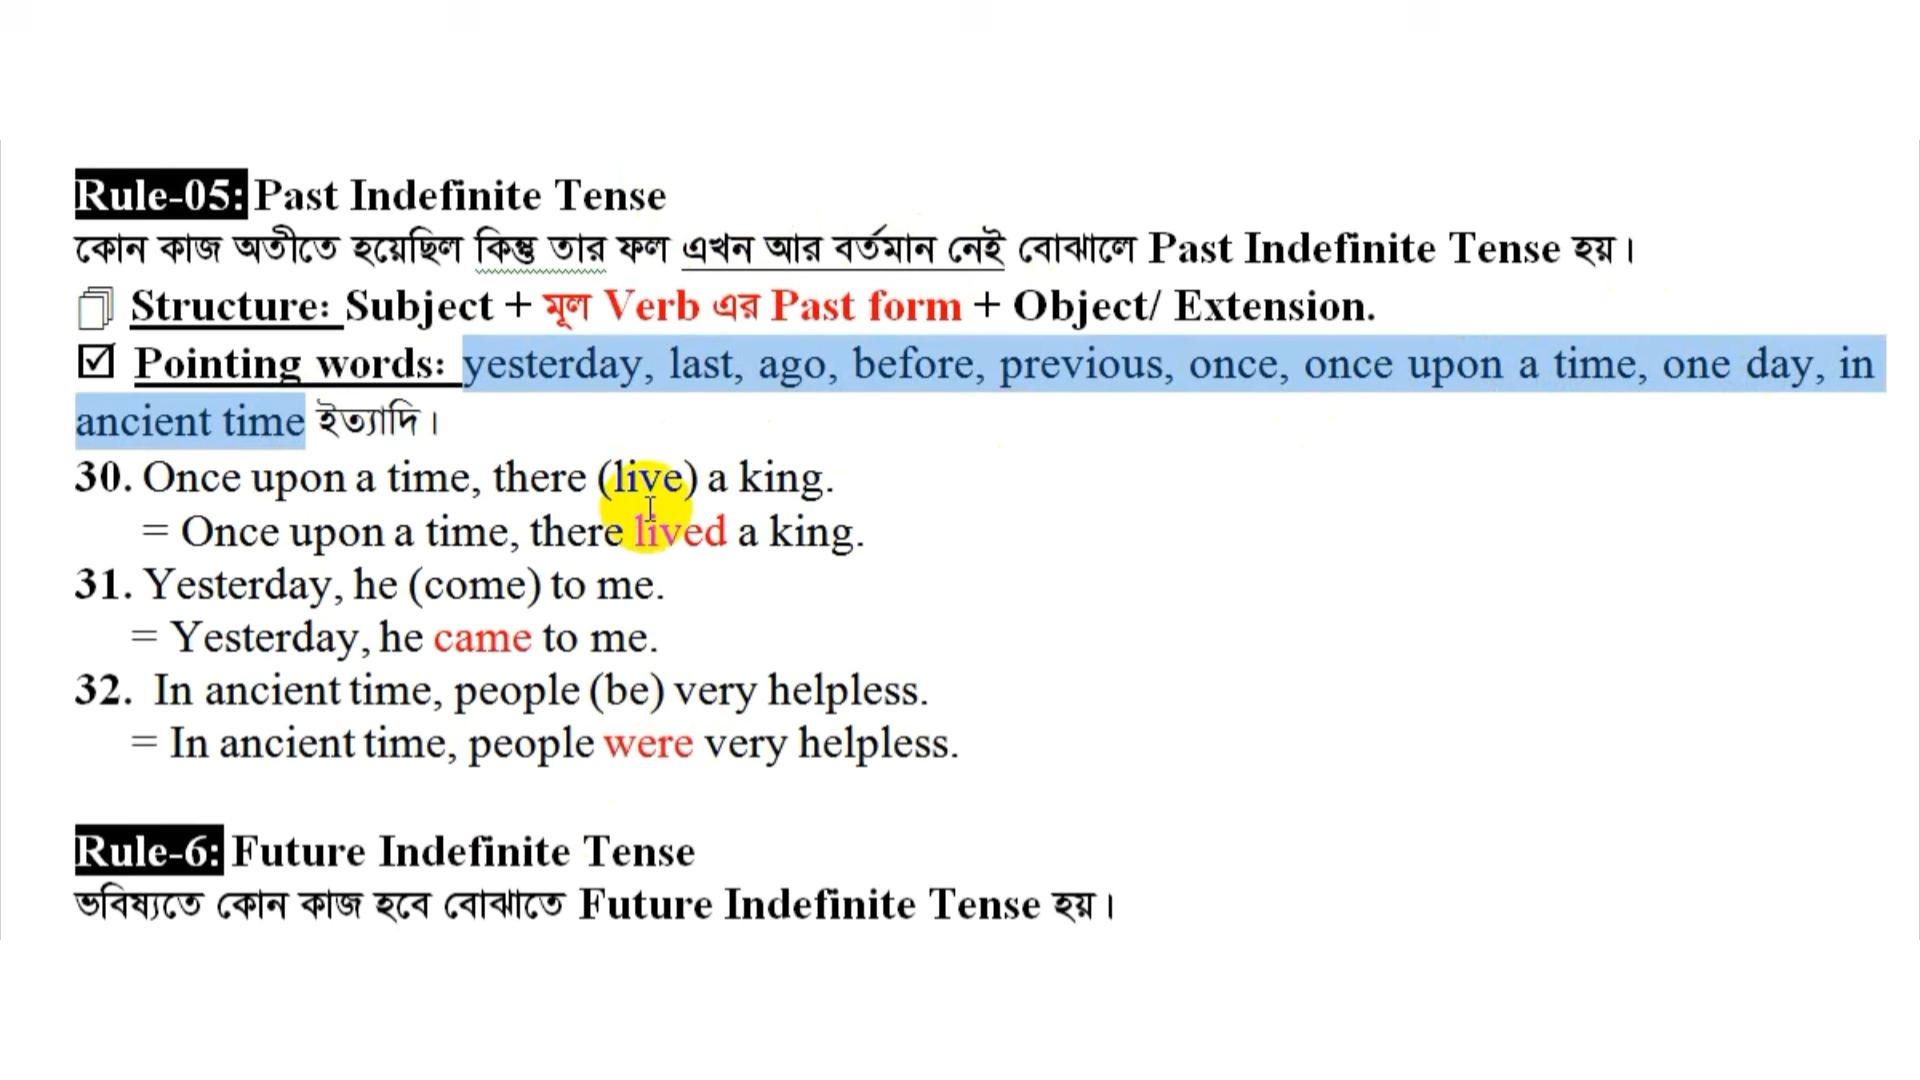 Rule-05: Past Indefinite Tense
কোন কাজ অতীতে হয়েছিল কিন্তু তার ফল এখন আর বর্তমান নেই বোঝালে Past Indefinite Tense হয়।
Structure: Subject + মূল Verb এর Past form + Object/ Extension.
Pointing words: yesterday, last, ago, before, previous, once, once upon a time, one day, in
ancient time ইত্যাদি।
30. Once upon a time, there (live) a king.
= Once upon a time, there lived a king.
31. Yesterday, he (come) to me.
= Yesterday, he came to me.
32. In ancient time, people (be) very helpless.
= In ancient time, people were very helpless.
Rule-6: Future Indefinite Tense
ভবিষ্যতে কোন কাজ হবে বোঝাতে Future Indefinite Tense হয়।